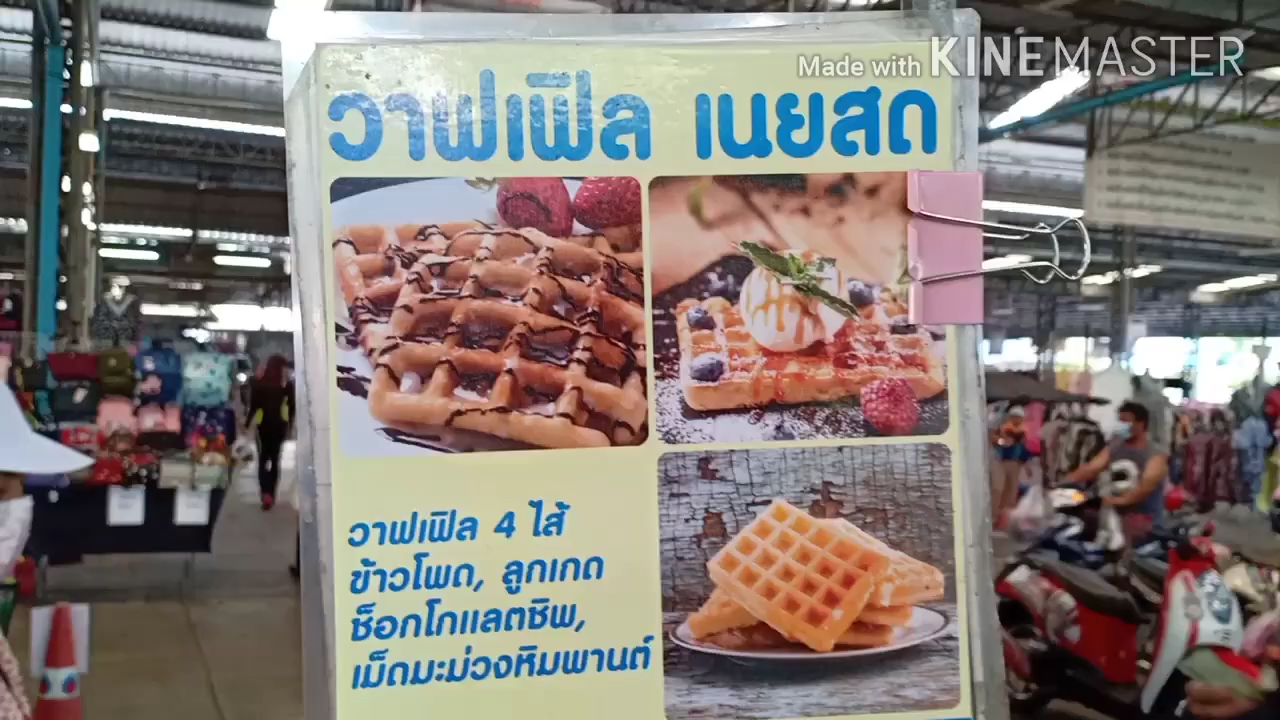 Made with KINEMASTER
วาฟเฟิล เนยสด
วาฟเฟิล 4 ไส้
ข้าวโพด, ลูกเกด
ช็อกโกแลตชิพ,
เม็ดมะม่วงหิมพานต์